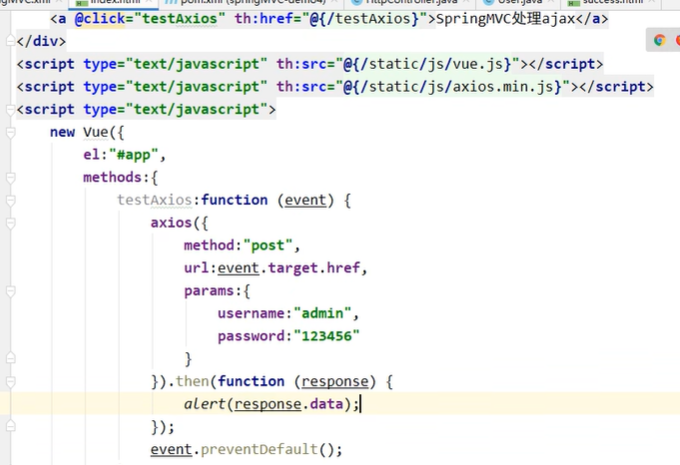 index.html
pom.xml (springMVC-demo4)
HttpController.java
User.java
success.html
<a @click="testAxios" th:href="@{/testAxios}">SpringMVC处理ajax</a>
</div>
<script type="text/javascript" th:src="@{/static/js/vue.js}"></script>
<script type="text/javascript" th:src="@{/static/js/axios.min.js}"></script>
<script type="text/javascript">
new Vue({
el:"#app",
methods:{
testAxios:function (event) {
axios({
method:"post",
url:event.target.href,
params:{
username:"admin",
password:"123456"
}
}).then(function (response) {
alert(response.data);
});
event.preventDefault();